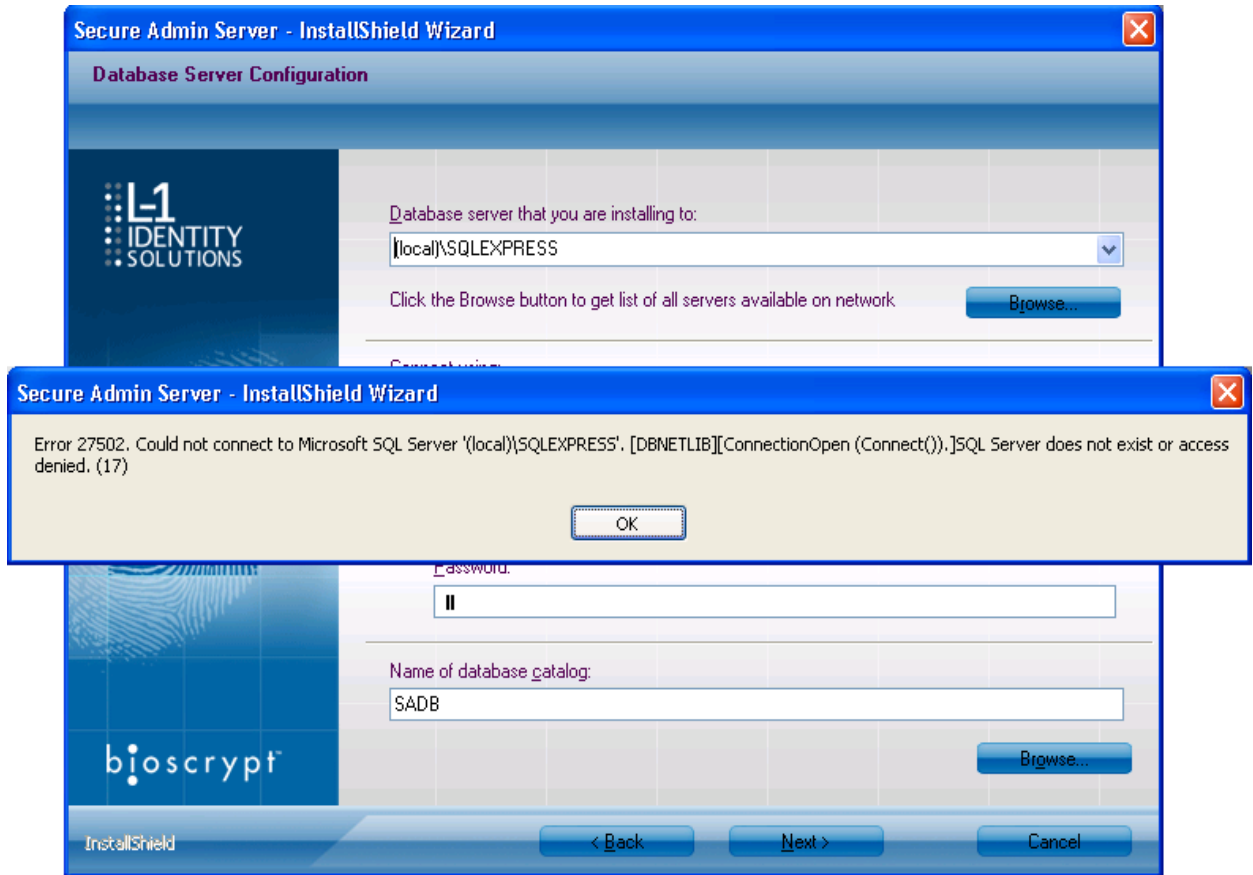 Secure Admin Server - InstallShield Wizard
Database Server Configuration
L-1
IDENTITY
SOLUTIONS
Database server that you are installing to:
(local)\SQLEXPRESS
Click the Browse button to get list of all servers available on network
Browse...
Secure Admin Server - InstallShield Wizard
Error 27502. Could not connect to Microsoft SQL Server '(local)\SQLEXPRESS'. [DBNETLIB][ConnectionOpen (Connect()).]SQL Server does not exist or access
denied. (17)
OK
Password:
Name of database catalog:
SADB
Browse...
bioscrypt
InstallShield
< Back
Next >
Cancel